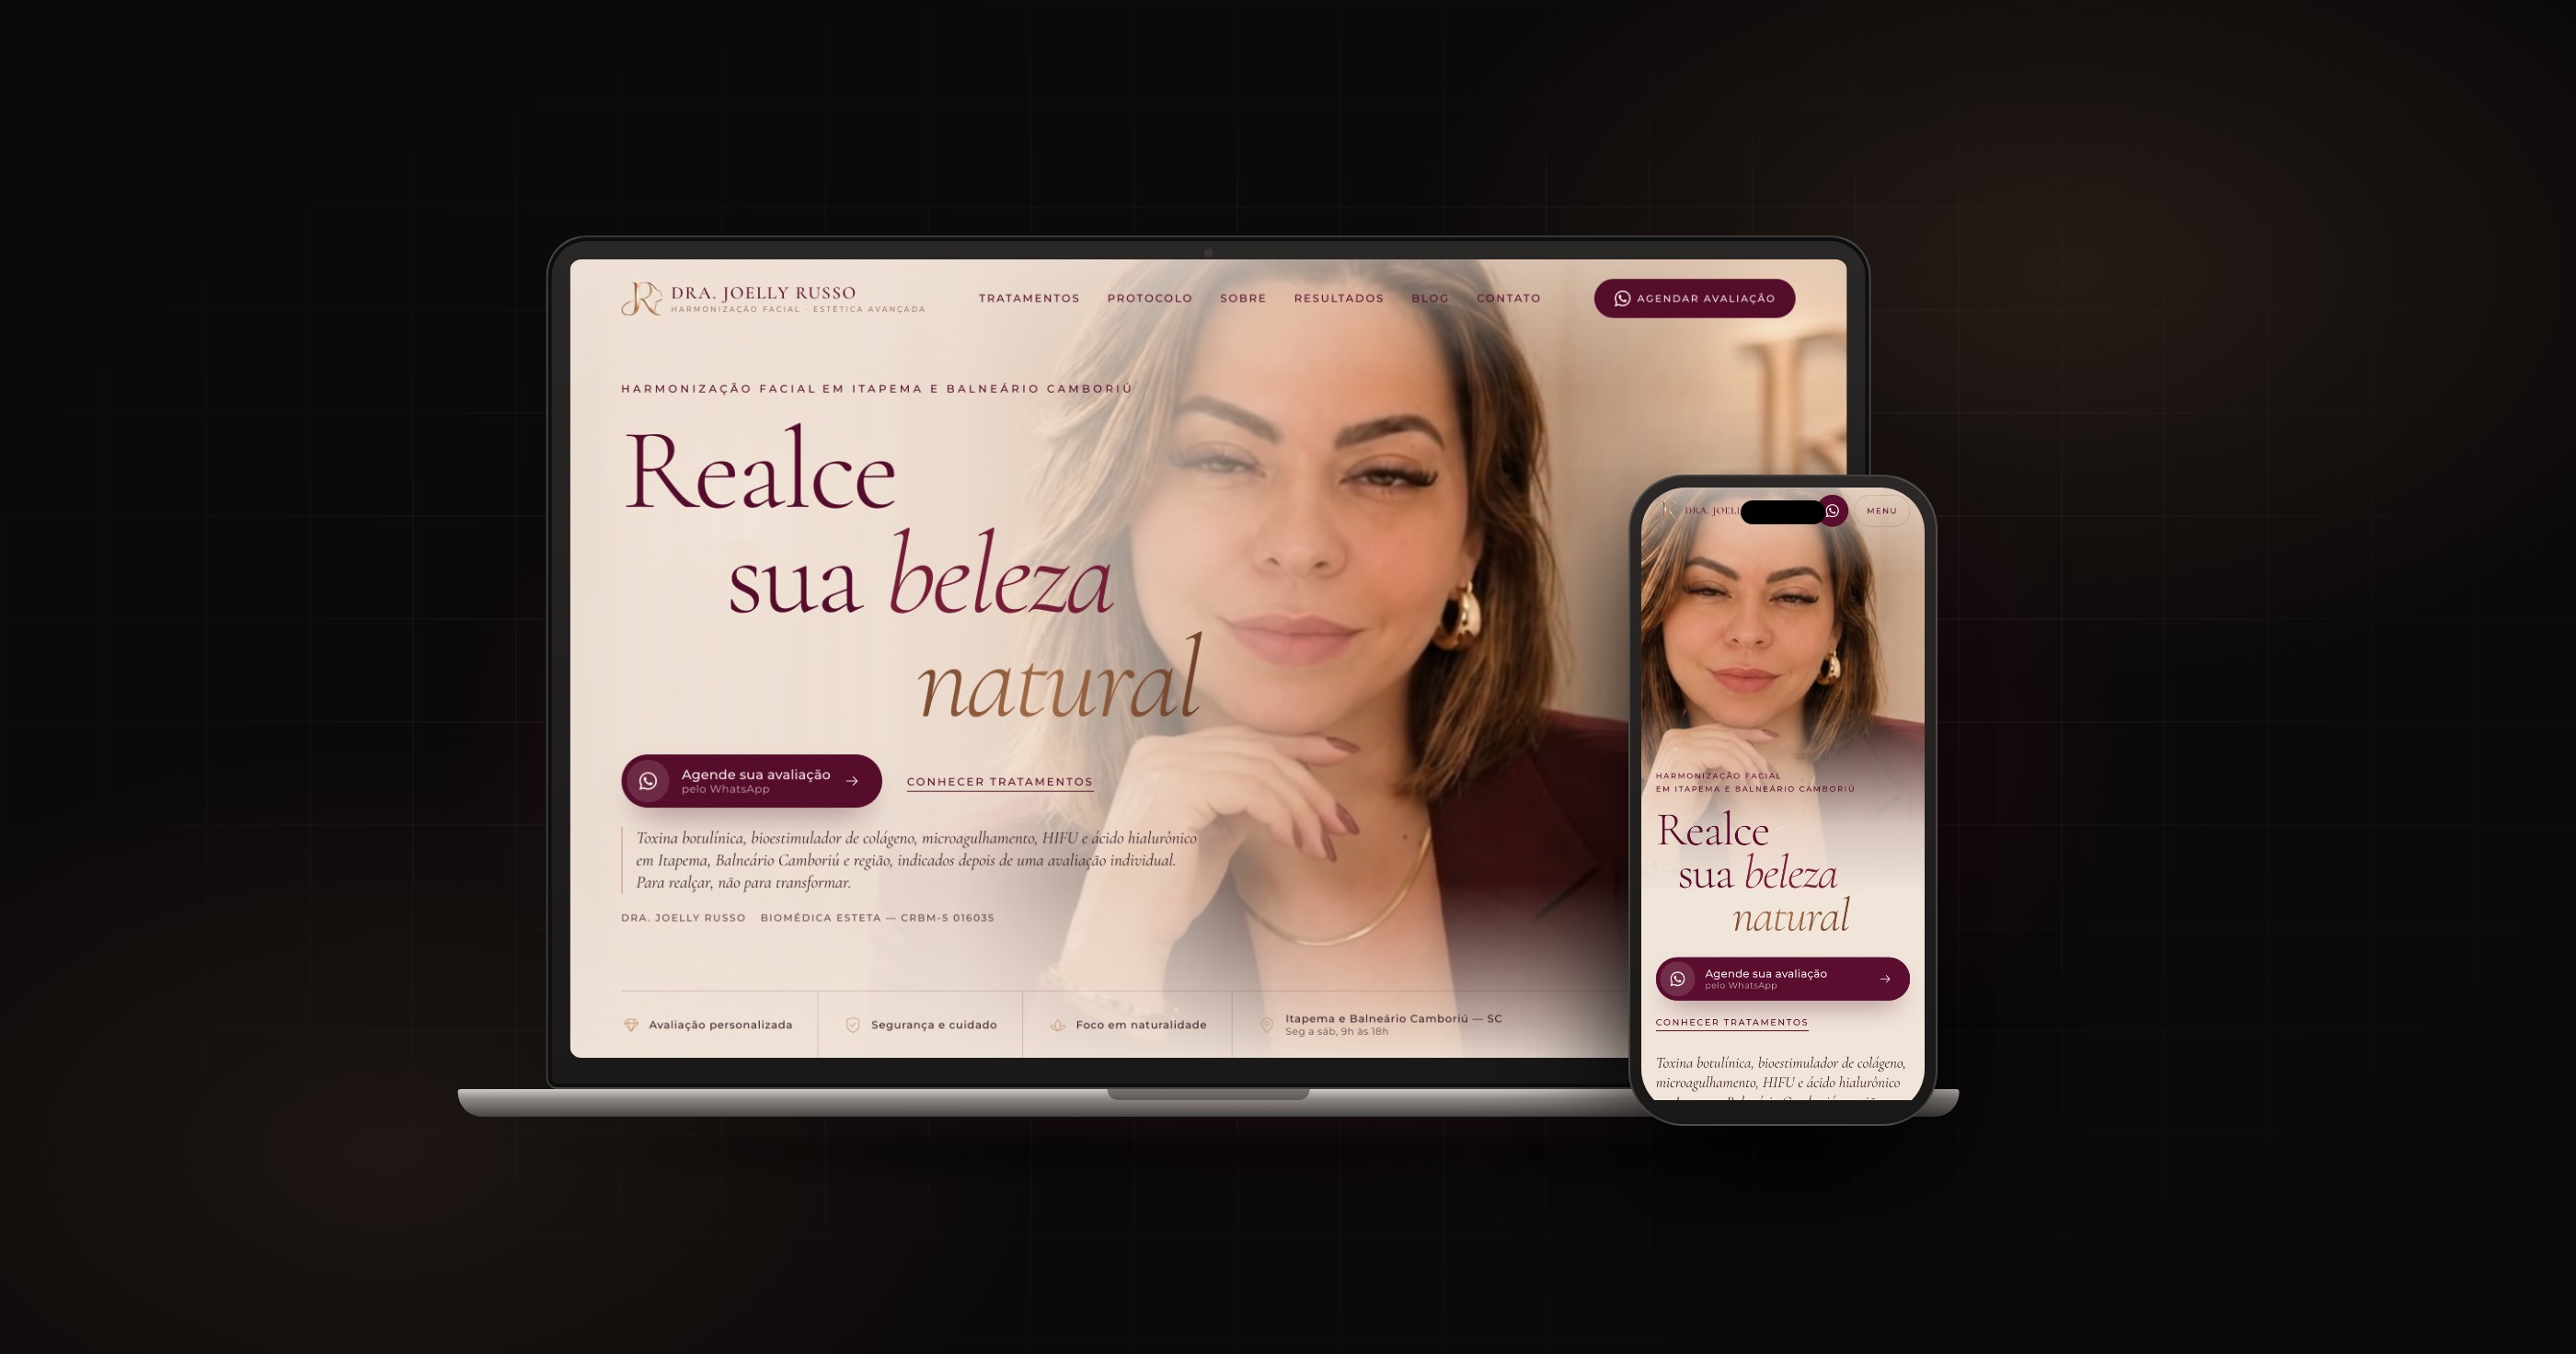 DRA. JOELLY RUSSO
HARMONIZAÇÃO FACIAL · ESTÉTICA AVANÇADA
TRATAMENTOS PROTOCOLO SOBRE RESULTADOS BLOG CONTATO
AGENDAR AVALIAÇÃO
HARMONIZAÇÃO FACIAL EM ITAPEMA E BALNEÁRIO CAMBORIÚ
Realce
sua beleza
natural
Agende sua avaliação
pelo WhatsApp
CONHECER TRATAMENTOS
Toxina botulínica, bioestimulador de colágeno, microagulhamento, HIFU e ácido hialurônico
em Itapema, Balneário Camboriú e região, indicados depois de uma avaliação individual.
Para realçar, não para transformar.
DRA. JOELLY RUSSO BIOMÉDICA ESTETA — CRBM-5 016035
Avaliação personalizada
Segurança e cuidado
Foco em naturalidade
Itapema e Balneário Camboriú — SC
Seg a sáb, 9h às 18h
DRA. JOELL
MENU
HARMONIZAÇÃO FACIAL
EM ITAPEMA E BALNEÁRIO CAMBORIÚ
Realce
sua beleza
natural
Agende sua avaliação
pelo WhatsApp
CONHECER TRATAMENTOS
Toxina botulínica, bioestimulador de colágeno,
microagulhamento, HIFU e ácido hialurônico